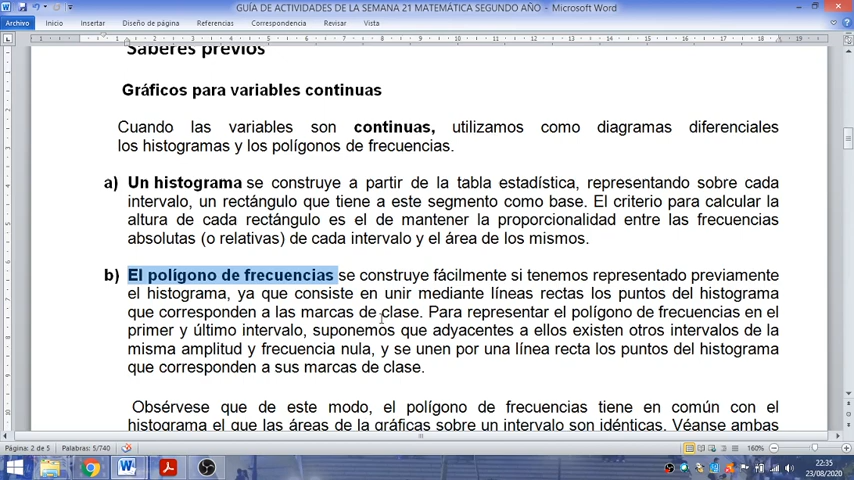 GUÍA DE ACTIVIDADES DE LA SEMANA 21 MATEMÁTICA SEGUNDO AÑO - Microsoft Word
Archivo Inicio Insertar Diseño de página Referencias Correspondencia Revisar Vista
Saberes previos
Gráficos para variables continuas
Cuando las variables son continuas, utilizamos como diagramas diferenciales
los histogramas y los polígonos de frecuencias.
a) Un histograma se construye a partir de la tabla estadística, representando sobre cada
intervalo, un rectángulo que tiene a este segmento como base. El criterio para calcular la
altura de cada rectángulo es el de mantener la proporcionalidad entre las frecuencias
absolutas (o relativas) de cada intervalo y el área de los mismos.
b) El polígono de frecuencias se construye fácilmente si tenemos representado previamente
el histograma, ya que consiste en unir mediante líneas rectas los puntos del histograma
que corresponden a las marcas de clase. Para representar el polígono de frecuencias en el
primer y último intervalo, suponemos que adyacentes a ellos existen otros intervalos de la
misma amplitud y frecuencia nula, y se unen por una línea recta los puntos del histograma
que corresponden a sus marcas de clase.
Obsérvese que de este modo, el polígono de frecuencias tiene en común con el
histograma el que las áreas de la gráficas sobre un intervalo son idénticas. Véanse ambas
Página: 2 de 5 Palabras: 5/740 160%
22:35
23/08/2020